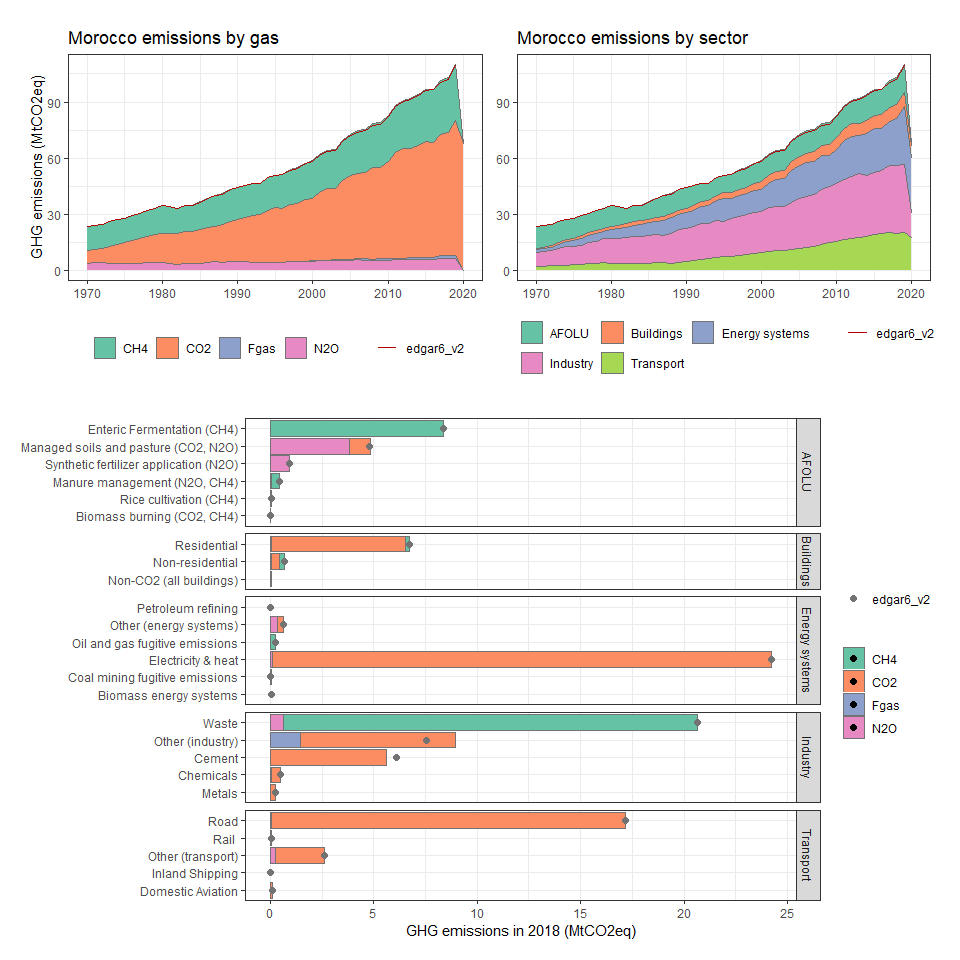 Morocco emissions by gas
Morocco emissions by sector
GHG emissions (MtCO2eq)
90
60
30
0
1970
1980
1990
2000
2010
2020
90
60
30
0
1970
1980
1990
2000
2010
2020
CH4
CO2
Fgas
N2O
edgar6_v2
AFOLU
Buildings
Energy systems
edgar6_v2
Industry
Transport
Enteric Fermentation (CH4)
Managed soils and pasture (CO2, N2O)
Synthetic fertilizer application (N2O)
Manure management (N2O, CH4)
Rice cultivation (CH4)
Biomass burning (CO2, CH4)
AFOLU
Residential
Non-residential
Non-CO2 (all buildings)
Buildings
Petroleum refining
Other (energy systems)
Oil and gas fugitive emissions
Electricity & heat
Coal mining fugitive emissions
Biomass energy systems
Energy systems
Waste
Other (industry)
Cement
Chemicals
Metals
Industry
Road
Rail
Other (transport)
Inland Shipping
Domestic Aviation
Transport
0
5
10
15
20
25
GHG emissions in 2018 (MtCO2eq)
edgar6_v2
CH4
CO2
Fgas
N2O